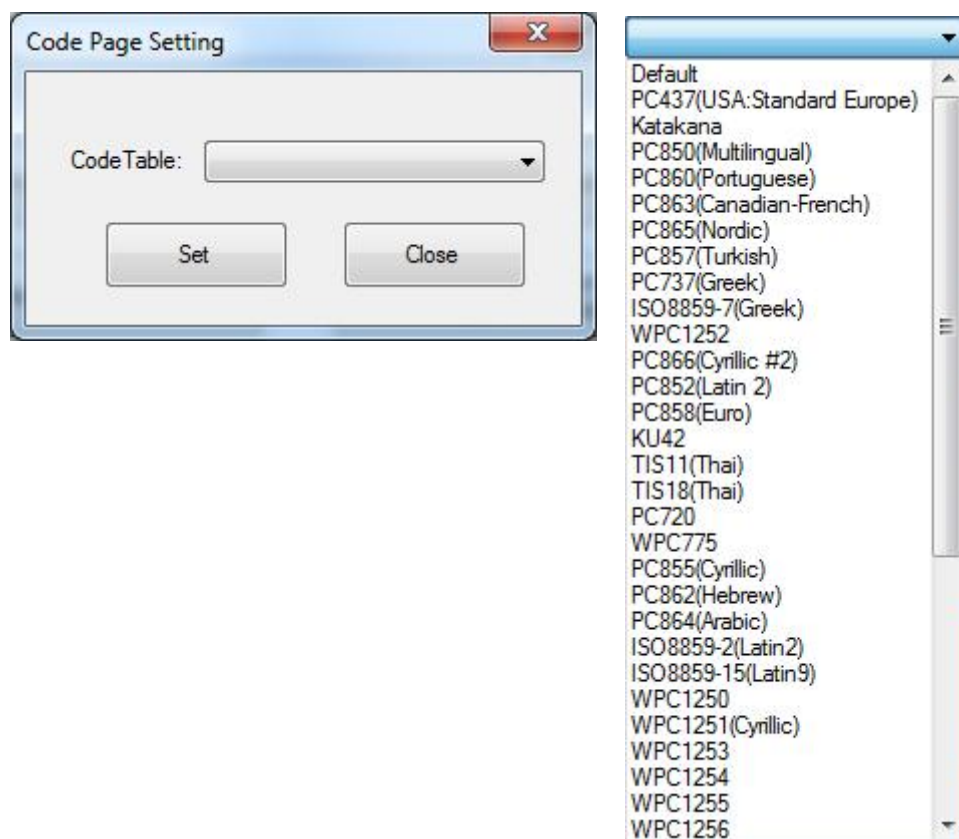 Code Page Setting
CodeTable:
Set
Close
Default
PC437(USA:Standard Europe)
Katakana
PC850(Multilingual)
PC860(Portuguese)
PC863(Canadian-French)
PC865(Nordic)
PC857(Turkish)
PC737(Greek)
ISO8859-7(Greek)
WPC1252
PC866(Cyrillic #2)
PC852(Latin 2)
PC858(Euro)
KU42
TIS11(Thai)
TIS18(Thai)
PC720
WPC775
PC855(Cyrillic)
PC862(Hebrew)
PC864(Arabic)
ISO8859-2(Latin2)
ISO8859-15(Latin9)
WPC1250
WPC1251(Cyrillic)
WPC1253
WPC1254
WPC1255
WPC1256